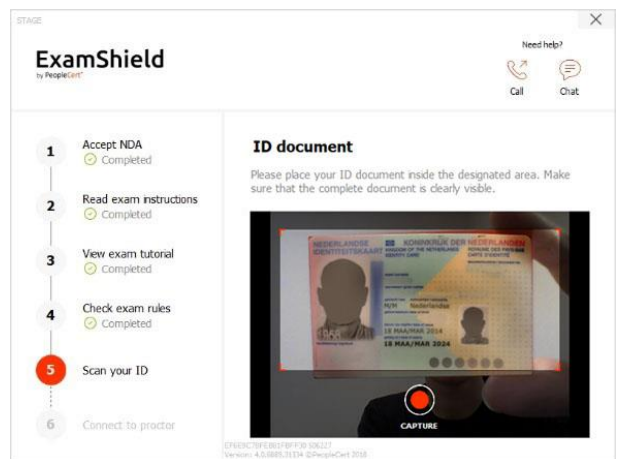 STAGE
ExamShield
by PeopleCert
Need help?
Call
Chat
1
Accept NDA
Completed
2
Read exam instructions
Completed
3
View exam tutorial
Completed
4
Check exam rules
Completed
5
Scan your ID
6
Connect to proctor
ID document
Please place your ID document inside the designated area. Make
sure that the complete document is clearly visible.
NEDERLANDSE
IDENTITEITSKAART
KONINKRIJK DER NEDERLANDEN
KINGDOM OF THE NETHERLANDS
IDENTITY CARD
ROYAUME DES PAYS-BAS
CARTE D'IDENTITÉ
M/M Nederlandse
18 MAA/MAR 2014
18 MAA/MAR 2024
CAPTURE
©PeopleCert 2018